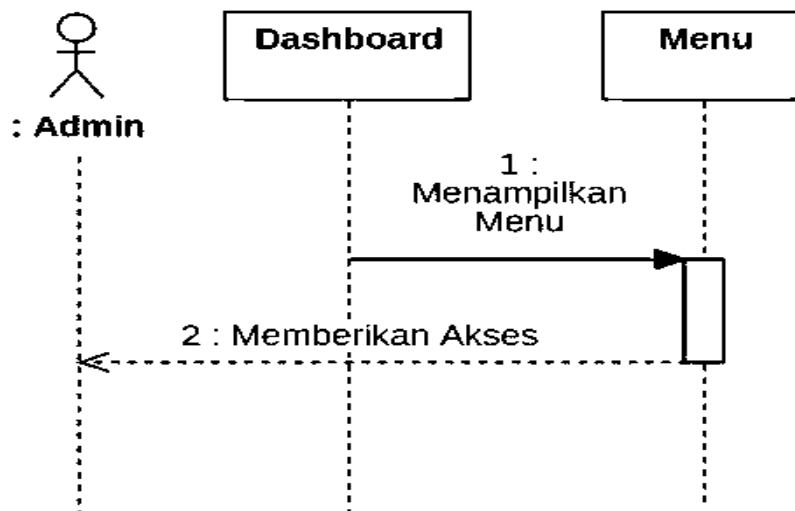 Dashboard
Menu
: Admin
1 :
Menampilkan
Menu
2 : Memberikan Akses